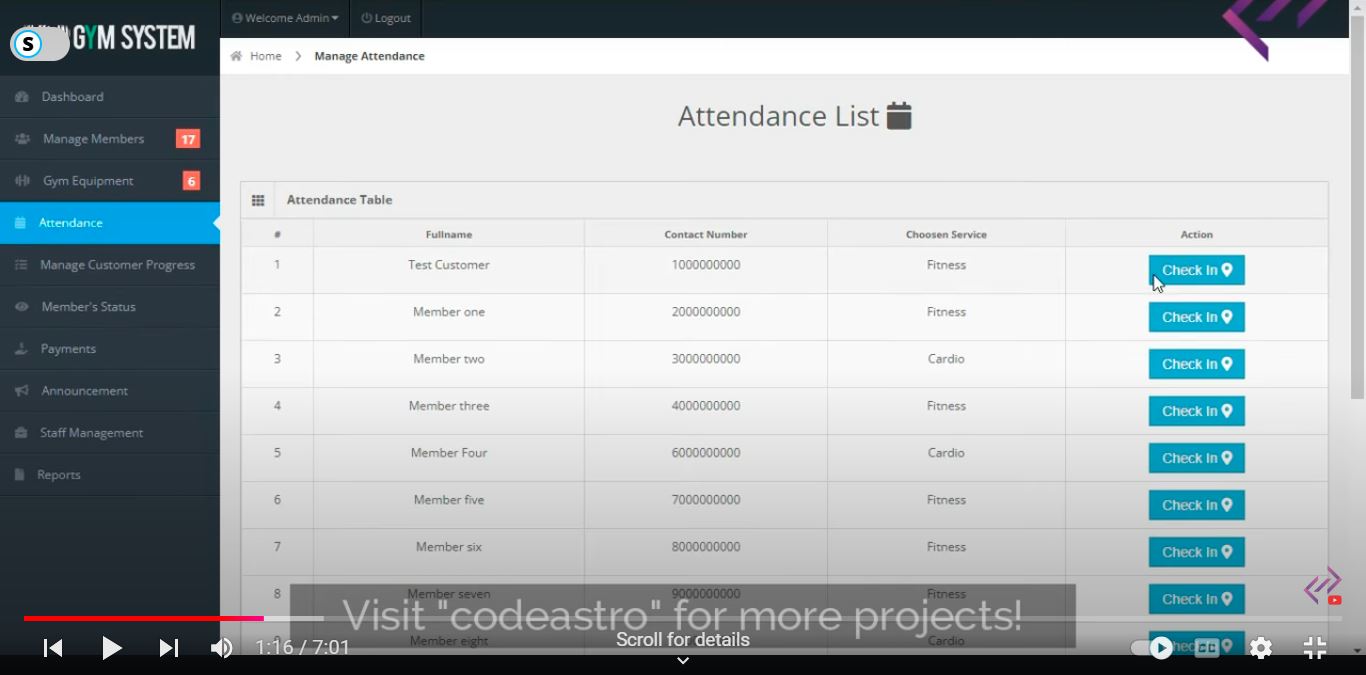 S
GYM SYSTEM
Welcome Admin
Logout
Home > Manage Attendance
Dashboard
Manage Members 17
Gym Equipment 6
Attendance
Manage Customer Progress
Member's Status
Payments
Announcement
Staff Management
Reports
Attendance List
Attendance Table
# Fullname Contact Number Choosen Service Action
1 Test Customer 1000000000 Fitness Check In
2 Member one 2000000000 Fitness Check In
3 Member two 3000000000 Cardio Check In
4 Member three 4000000000 Fitness Check In
5 Member Four 6000000000 Cardio Check In
6 Member five 7000000000 Fitness Check In
7 Member six 8000000000 Fitness Check In
8 Member seven 9000000000 Fitness Check In
Visit "codeastro" for more projects!
Member eight Cardio
Scroll for details
1:16 / 7:01
CC